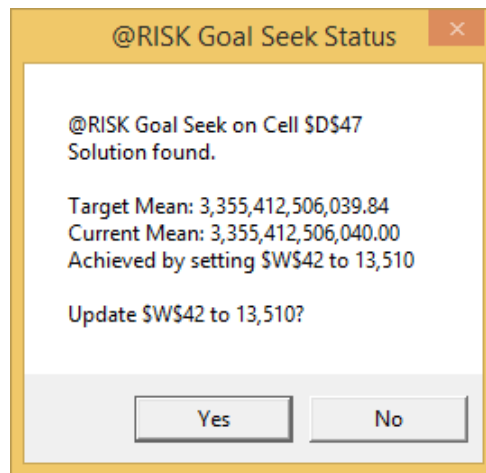 @RISK Goal Seek Status
@RISK Goal Seek on Cell $D$47
Solution found.
Target Mean: 3,355,412,506,039.84
Current Mean: 3,355,412,506,040.00
Achieved by setting $W$42 to 13,510
Update $W$42 to 13,510?
Yes
No